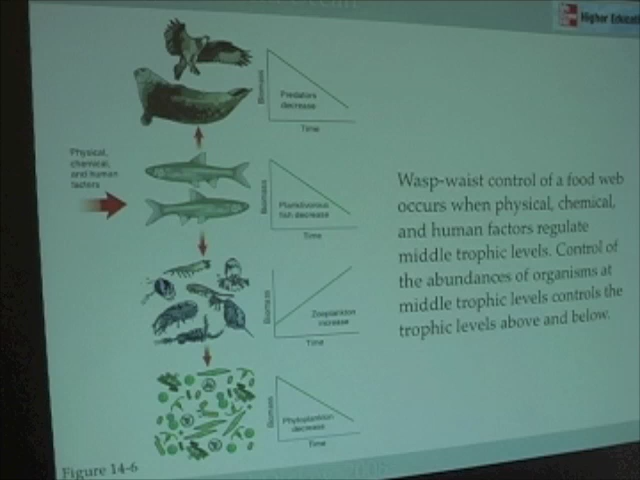 Higher Educati
Biomass
Predators
decrease
Time
Physical,
chemical,
and human
factors
Biomass
Planktivorous
fish decrease
Time
Wasp-waist control of a food web
occurs when physical, chemical,
and human factors regulate
middle trophic levels. Control of
the abundances of organisms at
middle trophic levels controls the
trophic levels above and below.
Biomass
Zooplankton
increase
Time
Biomass
Phytoplankton
decrease
Time
Figure 14-6